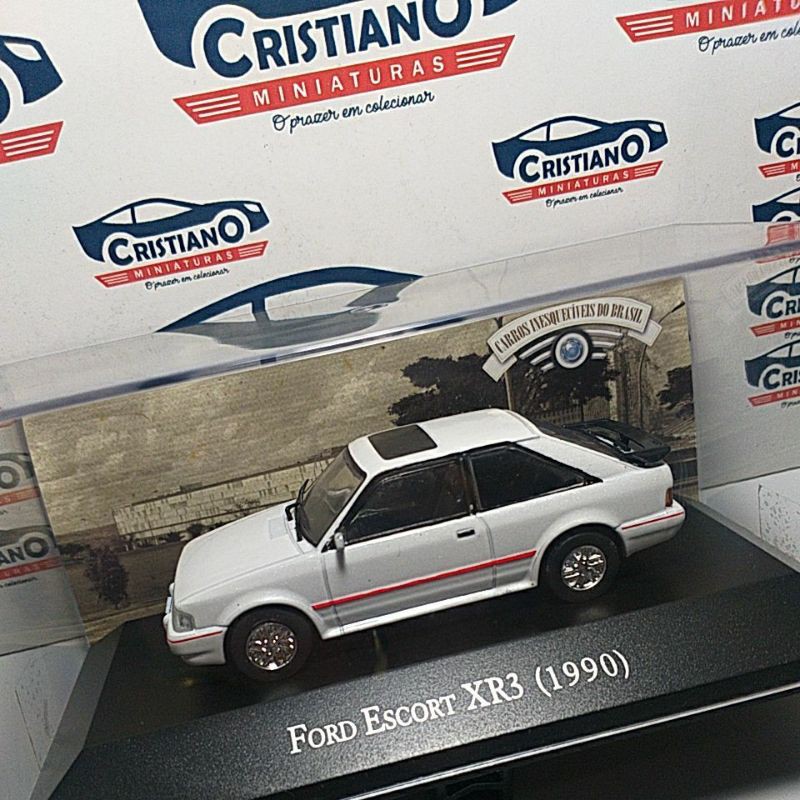 CRISTIANO
MINIATURAS
O prazer em colecionar
MINIATURAS
O prazer em cole
CRISTIANO
MINIATURAS
O prazer em colecionar
CRISTIANO
MINIATURAS
O prazer em colecionar
CARROS INESQUECÍVEIS DO BRASIL
FORD ESCORT XR3 (1990)